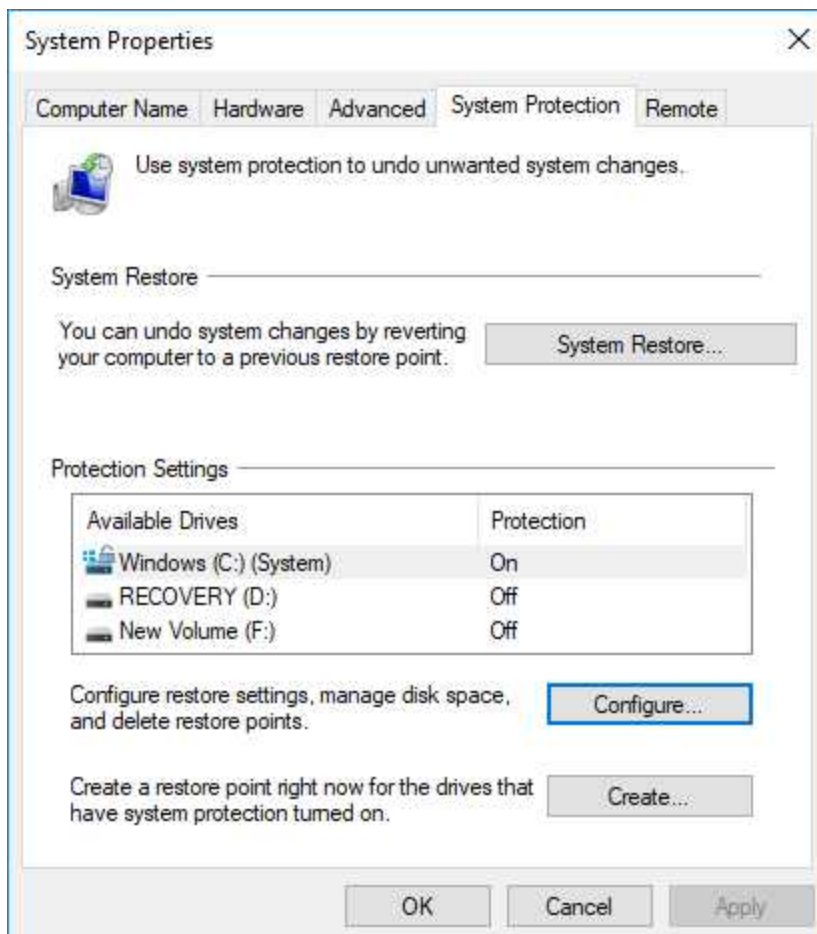 System Properties
Computer Name Hardware Advanced System Protection Remote
Use system protection to undo unwanted system changes.
System Restore
You can undo system changes by reverting
your computer to a previous restore point.
System Restore...
Protection Settings
Available Drives Protection
Windows (C:) (System) On
RECOVERY (D:) Off
New Volume (F:) Off
Configure restore settings, manage disk space,
and delete restore points.
Configure...
Create a restore point right now for the drives that
have system protection turned on.
Create...
OK Cancel Apply